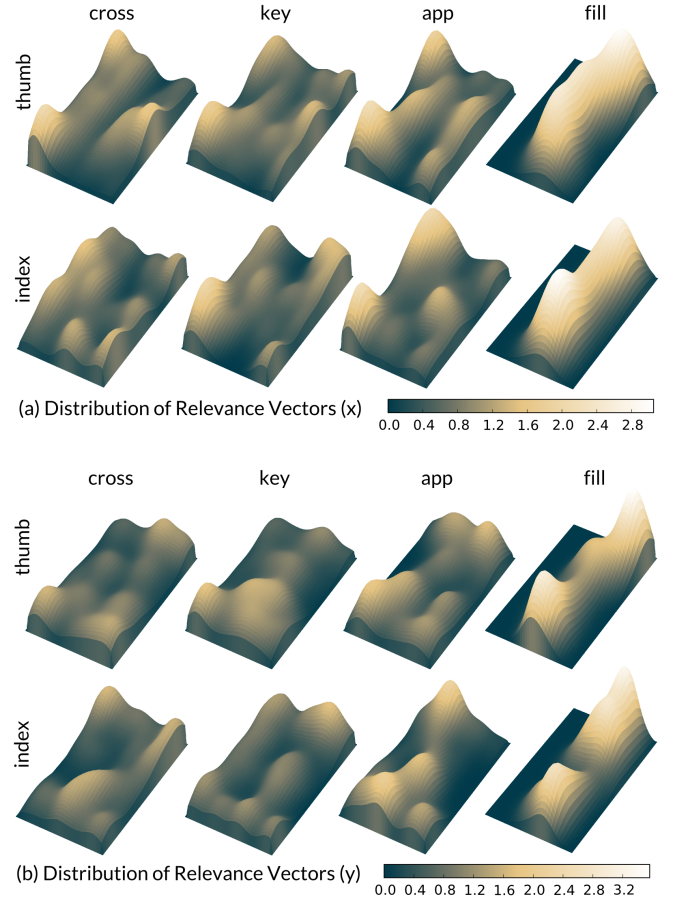 cross key app fill
thumb
index
(a) Distribution of Relevance Vectors (x)
0.0 0.4 0.8 1.2 1.6 2.0 2.4 2.8
cross key app fill
thumb
index
(b) Distribution of Relevance Vectors (y)
0.0 0.4 0.8 1.2 1.6 2.0 2.4 2.8 3.2